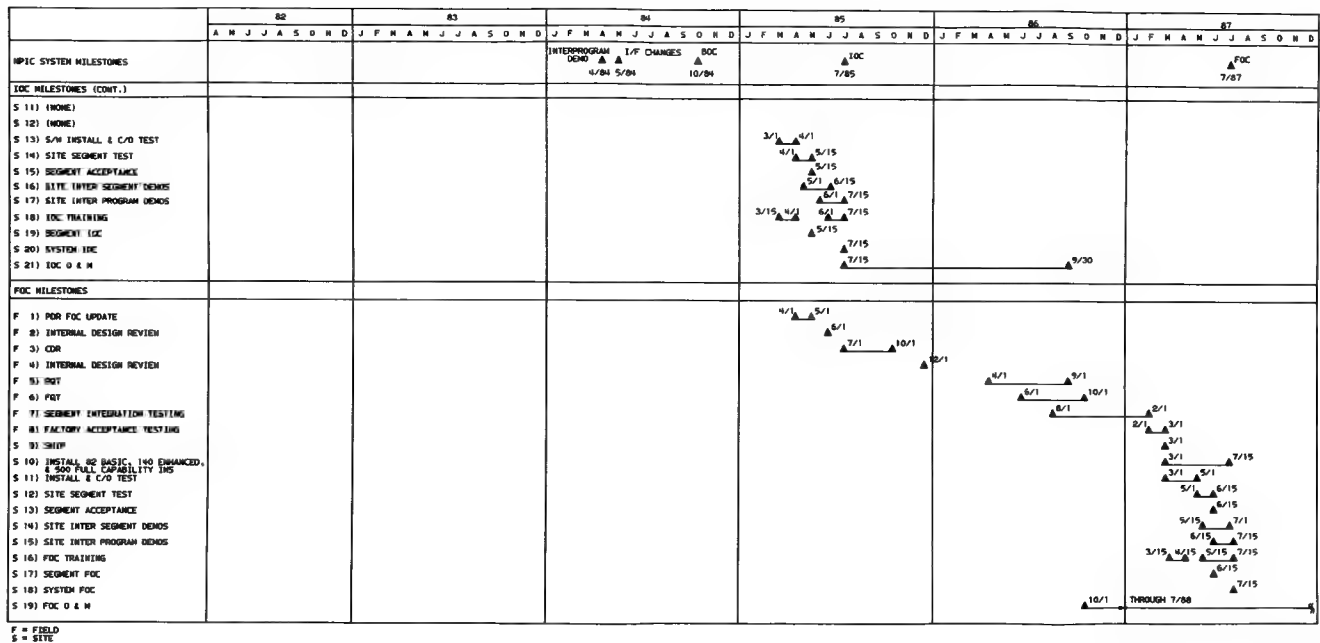 82 83 84 85 86 87
A M J J A S O N D J F M A M J J A S O N D J F M A M J J A S O N D J F M A M J J A S O N D J F M A M J J A S O N D J F M A M J J A S O N D
NPIC SYSTEM MILESTONES
INTERPROGRAM DEMO 4/84
I/F CHANGES 5/84
BOC 10/84
IOC 7/85
FOC 7/87
IOC MILESTONES (CONT.)
S 11) (NONE)
S 12) (NONE)
S 13) S/W INSTALL & C/O TEST 3/1 4/1
S 14) SITE SEGMENT TEST 4/1 5/15
S 15) SEGMENT ACCEPTANCE 5/15
S 16) SITE INTER SEGMENT DEMOS 5/1 6/15
S 17) SITE INTER PROGRAM DEMOS 6/1 7/15
S 18) IOC TRAINING 3/15 4/1 6/1 7/15
S 19) SEGMENT IOC 5/15
S 20) SYSTEM IOC 7/15
S 21) IOC O & M 7/15 9/30
FOC MILESTONES
F 1) PDR FOC UPDATE 4/1 5/1
F 2) INTERNAL DESIGN REVIEW 6/1
F 3) CDR 7/1 10/1
F 4) INTERNAL DESIGN REVIEW 12/1
F 5) PQT 4/1 9/1
F 6) FQT 6/1 10/1
F 7) SEGMENT INTEGRATION TESTING 8/1 2/1
F 8) FACTORY ACCEPTANCE TESTING 2/1 3/1
S 9) SHIP 3/1
S 10) INSTALL 82 BASIC, 140 ENHANCED, & 500 FULL CAPABILITY INS 3/1 7/15
S 11) INSTALL & C/O TEST 3/1 5/1
S 12) SITE SEGMENT TEST 5/1 6/15
S 13) SEGMENT ACCEPTANCE 6/15
S 14) SITE INTER SEGMENT DEMOS 5/15 7/1
S 15) SITE INTER PROGRAM DEMOS 6/15 7/15
S 16) FOC TRAINING 3/15 4/15 5/15 7/15
S 17) SEGMENT FOC 6/15
S 18) SYSTEM FOC 7/15
S 19) FOC O & M 10/1 THROUGH 7/88
F = FIELD
S = SITE